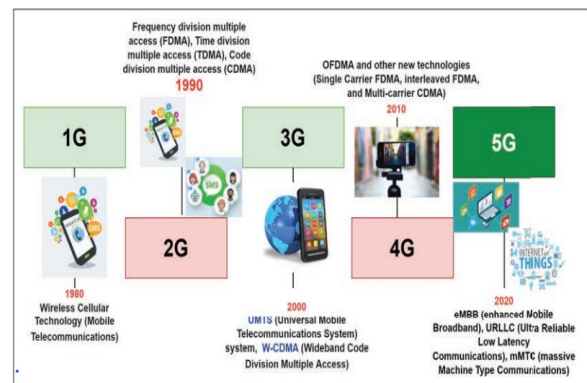 Frequency division multiple
access (FDMA), Time division
multiple access (TDMA), Code
division multiple access (CDMA)
1990
OFDMA and other new technologies
(Single Carrier FDMA, interleaved FDMA,
and Multi-carrier CDMA)
2010
1G
3G
5G
SMS
SMS
2G
4G
INTERNET
OF
THINGS
1980
Wireless Cellular
Technology (Mobile
Telecommunications)
2000
UMTS (Universal Mobile
Telecommunications System)
system, W-CDMA (Wideband Code
Division Multiple Access)
2020
eMBB (enhanced Mobile
Broadband), URLLC (Ultra Reliable
Low Latency
Communications), mMTC (massive
Machine Type Communications)